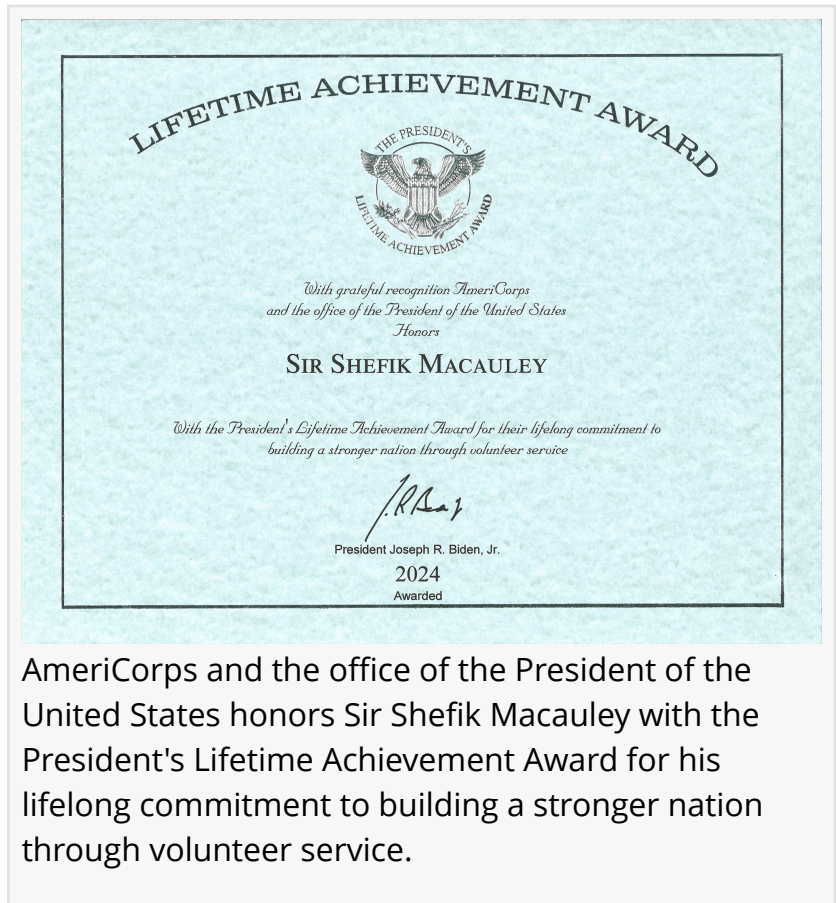 LIFETIME ACHIEVEMENT AWARD
THE PRESIDENT'S
LIFETIME ACHIEVEMENT AWARD
With grateful recognition AmeriCorps
and the office of the President of the United States
Honors
SIR SHEFIK MACAULEY
With the President's Lifetime Achievement Award for their lifelong commitment to
building a stronger nation through volunteer service
President Joseph R. Biden, Jr.
2024
Awarded
AmeriCorps and the office of the President of the
United States honors Sir Shefik Macauley with the
President's Lifetime Achievement Award for his
lifelong commitment to building a stronger nation
through volunteer service.